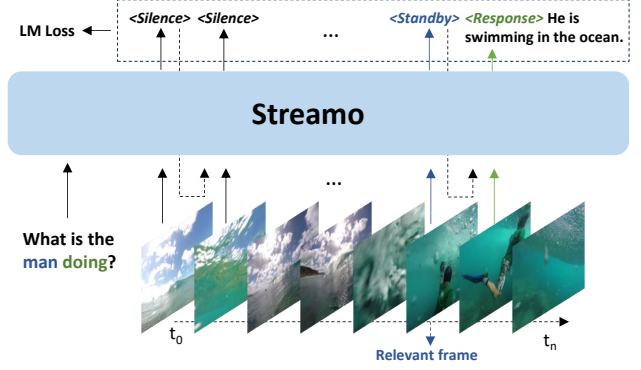 <Silence> <Silence> ... <Standby> <Response> He is
swimming in the ocean.
LM Loss
Streamo
...
What is the
man doing?
t0
tn
Relevant frame